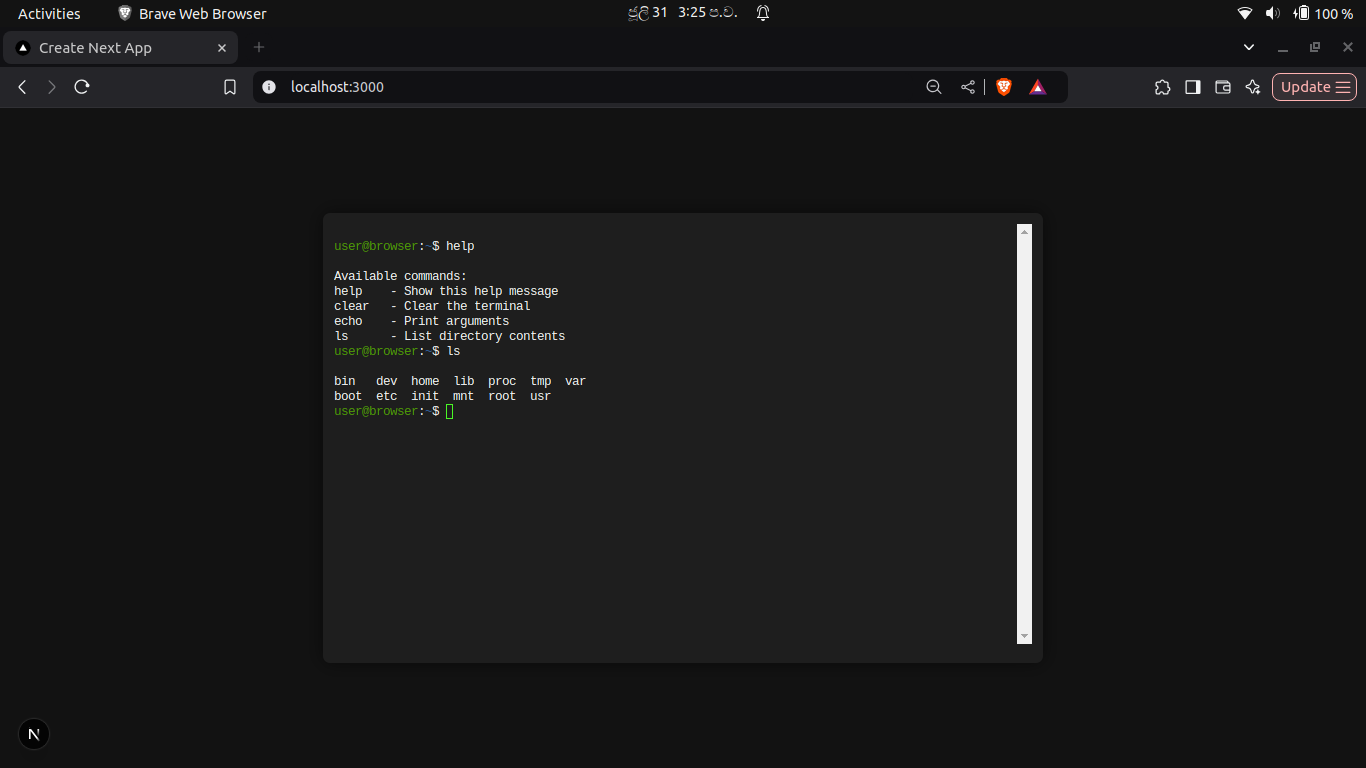 Activities Brave Web Browser ජූලි 31 3:25 ප.ව. 100 %
Create Next App
localhost:3000 Update
user@browser:~$ help
Available commands:
help    - Show this help message
clear   - Clear the terminal
echo    - Print arguments
ls      - List directory contents
user@browser:~$ ls
bin   dev  home  lib  proc  tmp  var
boot  etc  init  mnt  root  usr
user@browser:~$
N